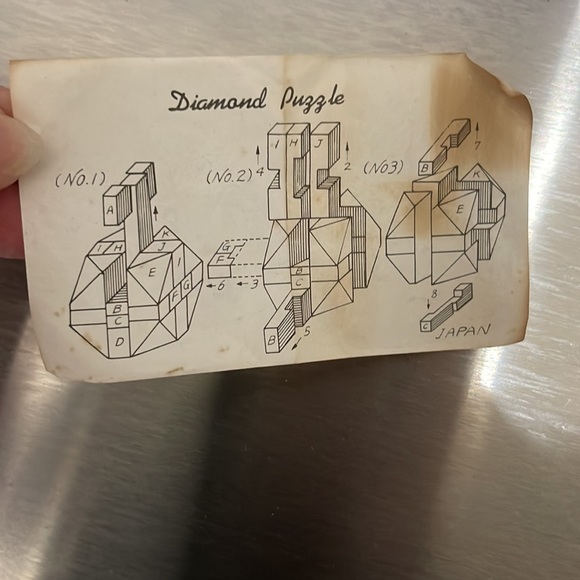 Diamond Puzzle
(No.1)
A
I H K J
E I
F G
B
C
D
(No.2)
4
I H J
2
G
F
6 3
B
C
B
5
(No3)
7
B
K
E
8
C
JAPAN